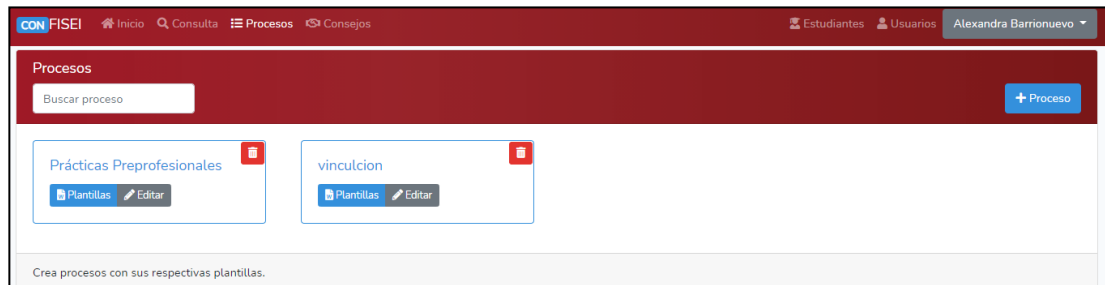 CON FISEI Inicio Consulta Procesos Consejos Estudiantes Usuarios Alexandra Barrionuevo
Procesos
Buscar proceso
+ Proceso
Prácticas Preprofesionales
Plantillas Editar
vinculcion
Plantillas Editar
Crea procesos con sus respectivas plantillas.